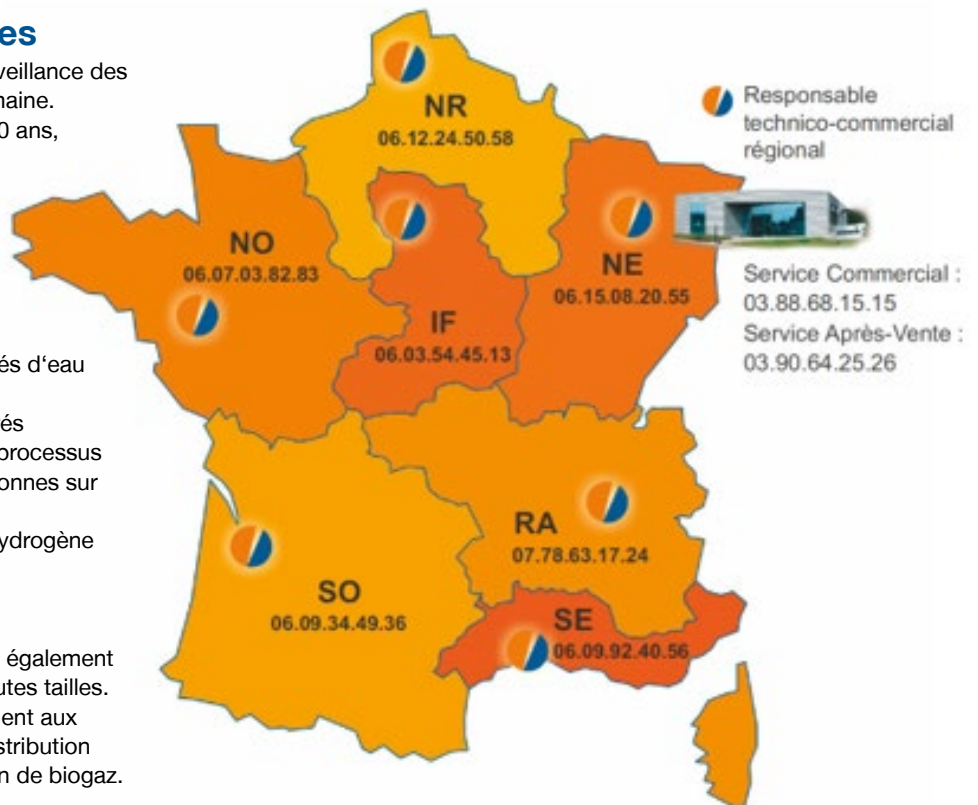 es
veillance des
maine.
0 ans,
és d‘eau
és
processus
onnes sur
ydrogène
également
utes tailles.
ent aux
stribution
n de biogaz.
NR
06.12.24.50.58
NO
06.07.03.82.83
NE
06.15.08.20.55
IF
06.03.54.45.13
RA
07.78.63.17.24
SO
06.09.34.49.36
SE
06.09.92.40.56
Responsable
technico-commercial
régional
Service Commercial :
03.88.68.15.15
Service Après-Vente :
03.90.64.25.26